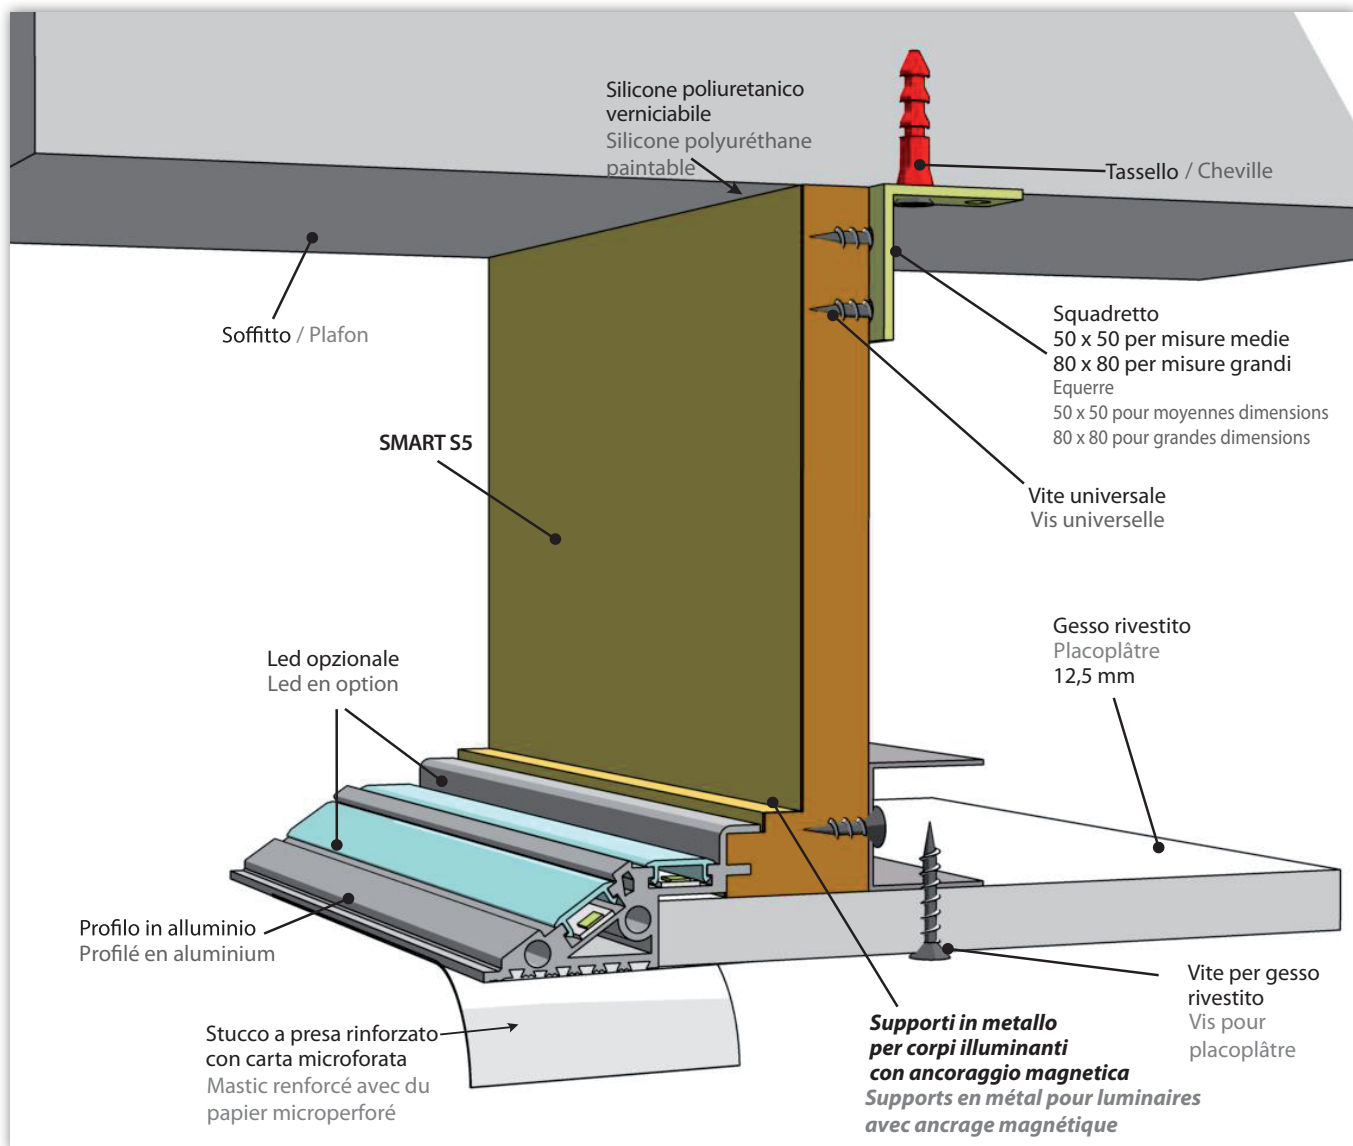 Silicone poliuretanico
verniciabile
Silicone polyuréthane
paintable
Tassello / Cheville
Soffitto / Plafon
Squadretto
50 x 50 per misure medie
80 x 80 per misure grandi
Equerre
50 x 50 pour moyennes dimensions
80 x 80 pour grandes dimensions
SMART S5
Vite universale
Vis universelle
Gesso rivestito
Placoplâtre
12,5 mm
Led opzionale
Led en option
Profilo in alluminio
Profilé en aluminium
Vite per gesso
rivestito
Vis pour
placoplâtre
Stucco a presa rinforzato
con carta microforata
Mastic renforcé avec du
papier microperforé
Supporti in metallo
per corpi illuminanti
con ancoraggio magnetica
Supports en métal pour luminaires
avec ancrage magnétique